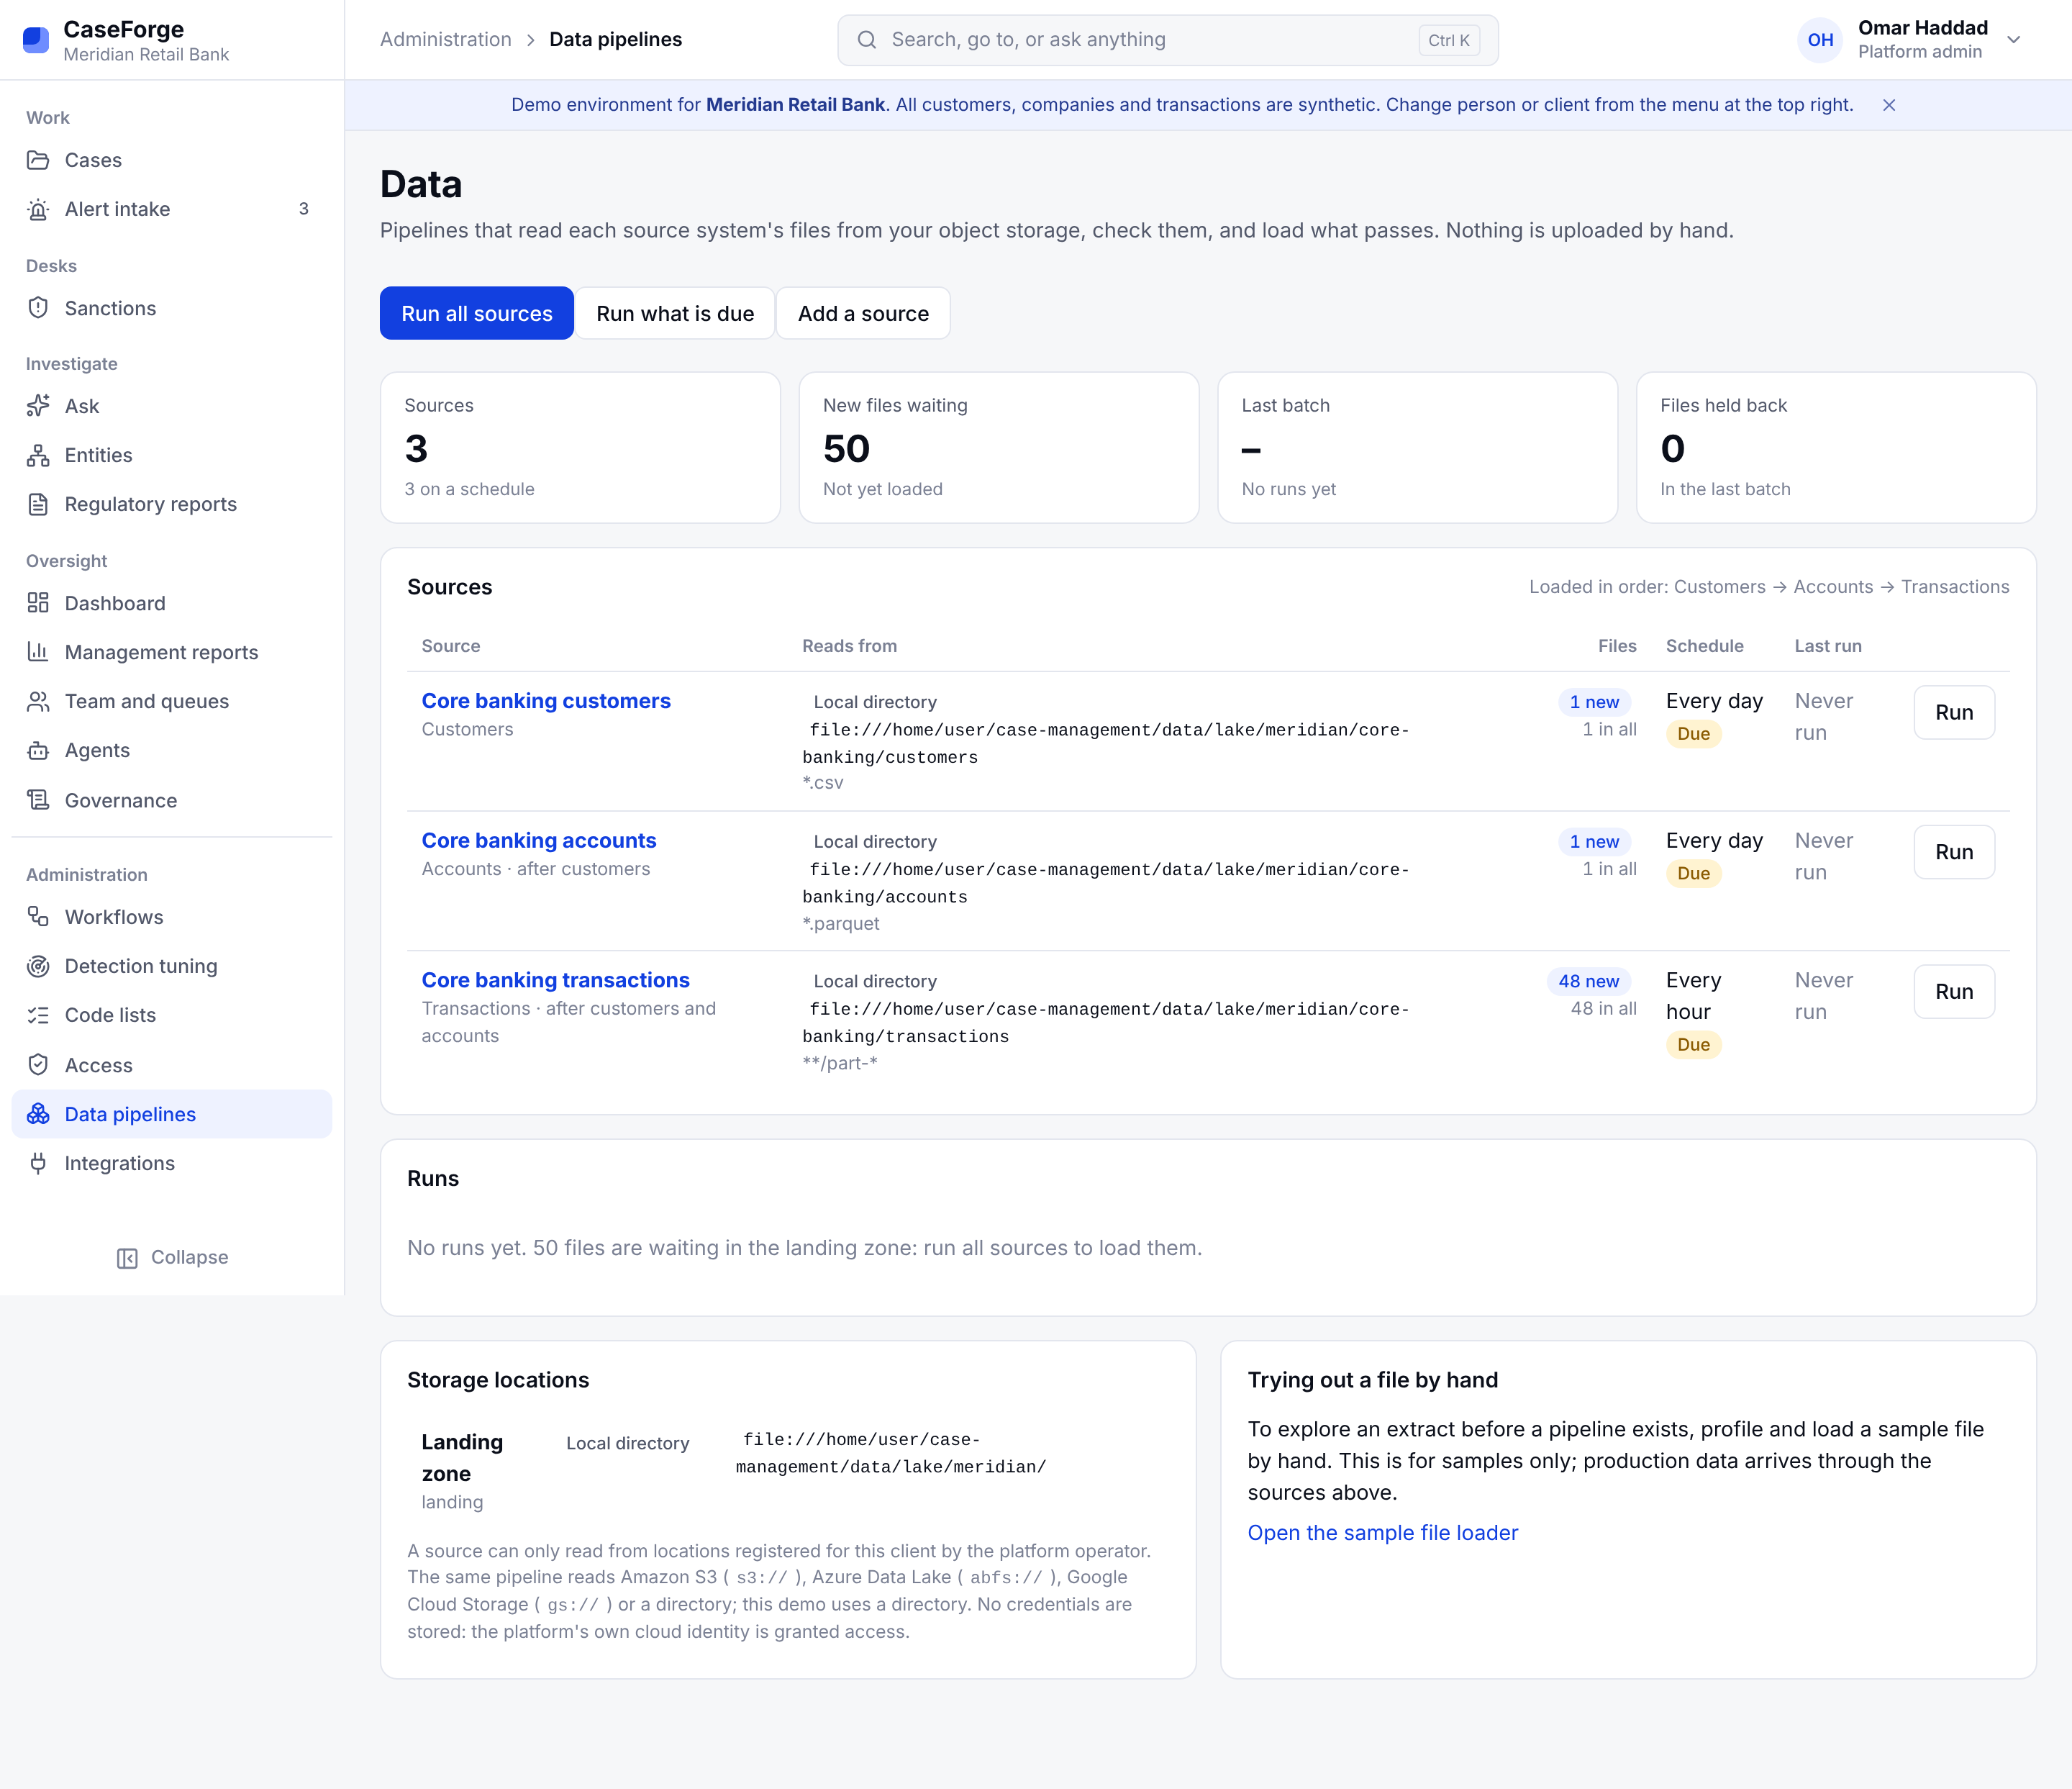 CaseForge
Meridian Retail Bank
Administration > Data pipelines
Search, go to, or ask anything
Ctrl K
OH
Omar Haddad
Platform admin
Demo environment for Meridian Retail Bank. All customers, companies and transactions are synthetic. Change person or client from the menu at the top right.
Work
Cases
Alert intake 3
Desks
Sanctions
Investigate
Ask
Entities
Regulatory reports
Oversight
Dashboard
Management reports
Team and queues
Agents
Governance
Administration
Workflows
Detection tuning
Code lists
Access
Data pipelines
Integrations
Collapse
Data
Pipelines that read each source system's files from your object storage, check them, and load what passes. Nothing is uploaded by hand.
Run all sources
Run what is due
Add a source
Sources
3
3 on a schedule
New files waiting
50
Not yet loaded
Last batch
–
No runs yet
Files held back
0
In the last batch
Sources
Loaded in order: Customers → Accounts → Transactions
Source Reads from Files Schedule Last run
Core banking customers
Customers
Local directory
file:///home/user/case-management/data/lake/meridian/core-
banking/customers
*.csv
1 new
1 in all
Every day
Due
Never
run
Run
Core banking accounts
Accounts · after customers
Local directory
file:///home/user/case-management/data/lake/meridian/core-
banking/accounts
*.parquet
1 new
1 in all
Every day
Due
Never
run
Run
Core banking transactions
Transactions · after customers and
accounts
Local directory
file:///home/user/case-management/data/lake/meridian/core-
banking/transactions
**/part-*
48 new
48 in all
Every
hour
Due
Never
run
Run
Runs
No runs yet. 50 files are waiting in the landing zone: run all sources to load them.
Storage locations
Landing
zone
landing
Local directory
file:///home/user/case-
management/data/lake/meridian/
A source can only read from locations registered for this client by the platform operator.
The same pipeline reads Amazon S3 ( s3:// ), Azure Data Lake ( abfs:// ), Google
Cloud Storage ( gs:// ) or a directory; this demo uses a directory. No credentials are
stored: the platform's own cloud identity is granted access.
Trying out a file by hand
To explore an extract before a pipeline exists, profile and load a sample file
by hand. This is for samples only; production data arrives through the
sources above.
Open the sample file loader